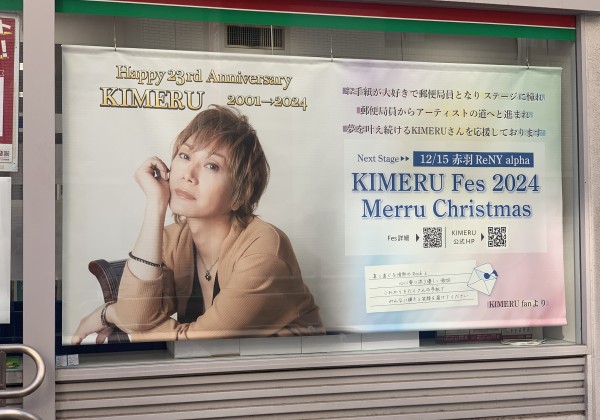 Happy 23rd Anniversary
KIMERU 2001→2024
手紙が大好きで郵便局員となり ステージに憧れ
郵便局員からアーティストの道へと進まれ
夢を叶え続けるKIMERUさんを応援しております
Next Stage▶▶ 12/15 赤羽 ReNY alpha
KIMERU Fes 2024
Merru Christmas
Fes詳細 ▶
KIMERU
公式HP ▶
KIMERU fanより